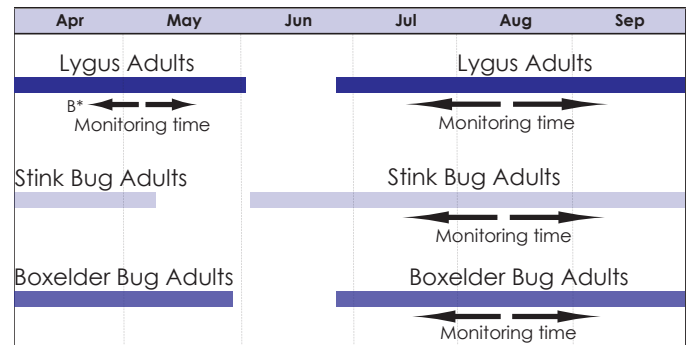 Apr May Jun Jul Aug Sep
Lygus Adults Lygus Adults
B*
Monitoring time Monitoring time
Stink Bug Adults Stink Bug Adults
Monitoring time
Boxelder Bug Adults Boxelder Bug Adults
Monitoring time